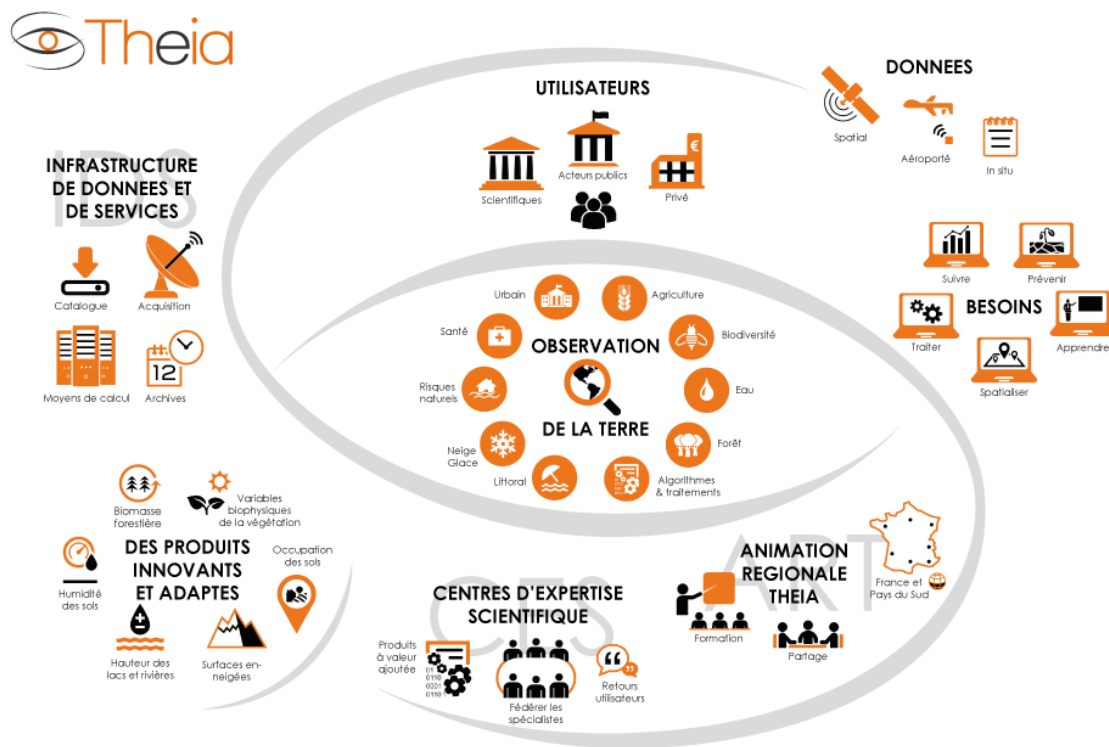 Theia
UTILISATEURS
Scientifiques
Acteurs publics
Privé
€
DONNEES
Spatial
Aéroporté
In situ
IDS
INFRASTRUCTURE
DE DONNEES ET
DE SERVICES
Catalogue
Acquisition
Moyens de calcul
12
Archives
Suivre
Prévenir
BESOINS
Traiter
Apprendre
Spatialiser
OBSERVATION
DE LA TERRE
Urbain
Agriculture
Santé
Biodiversité
Risques
naturels
Eau
Neige
Glace
Forêt
Littoral
Algorithmes
& traitements
Biomasse
forestière
Variables
biophysiques
de la végétation
DES PRODUITS
INNOVANTS
ET ADAPTES
Occupation
des sols
Humidité
des sols
Hauteur des
lacs et rivières
Surfaces en-
neigées
CES
CENTRES D'EXPERTISE
SCIENTIFIQUE
Produits
à valeur
ajoutée
01
0110
0001
0110
Fédérer les
spécialistes
Retours
utilisateurs
ART
ANIMATION
REGIONALE
THEIA
Formation
Partage
France et
Pays du Sud